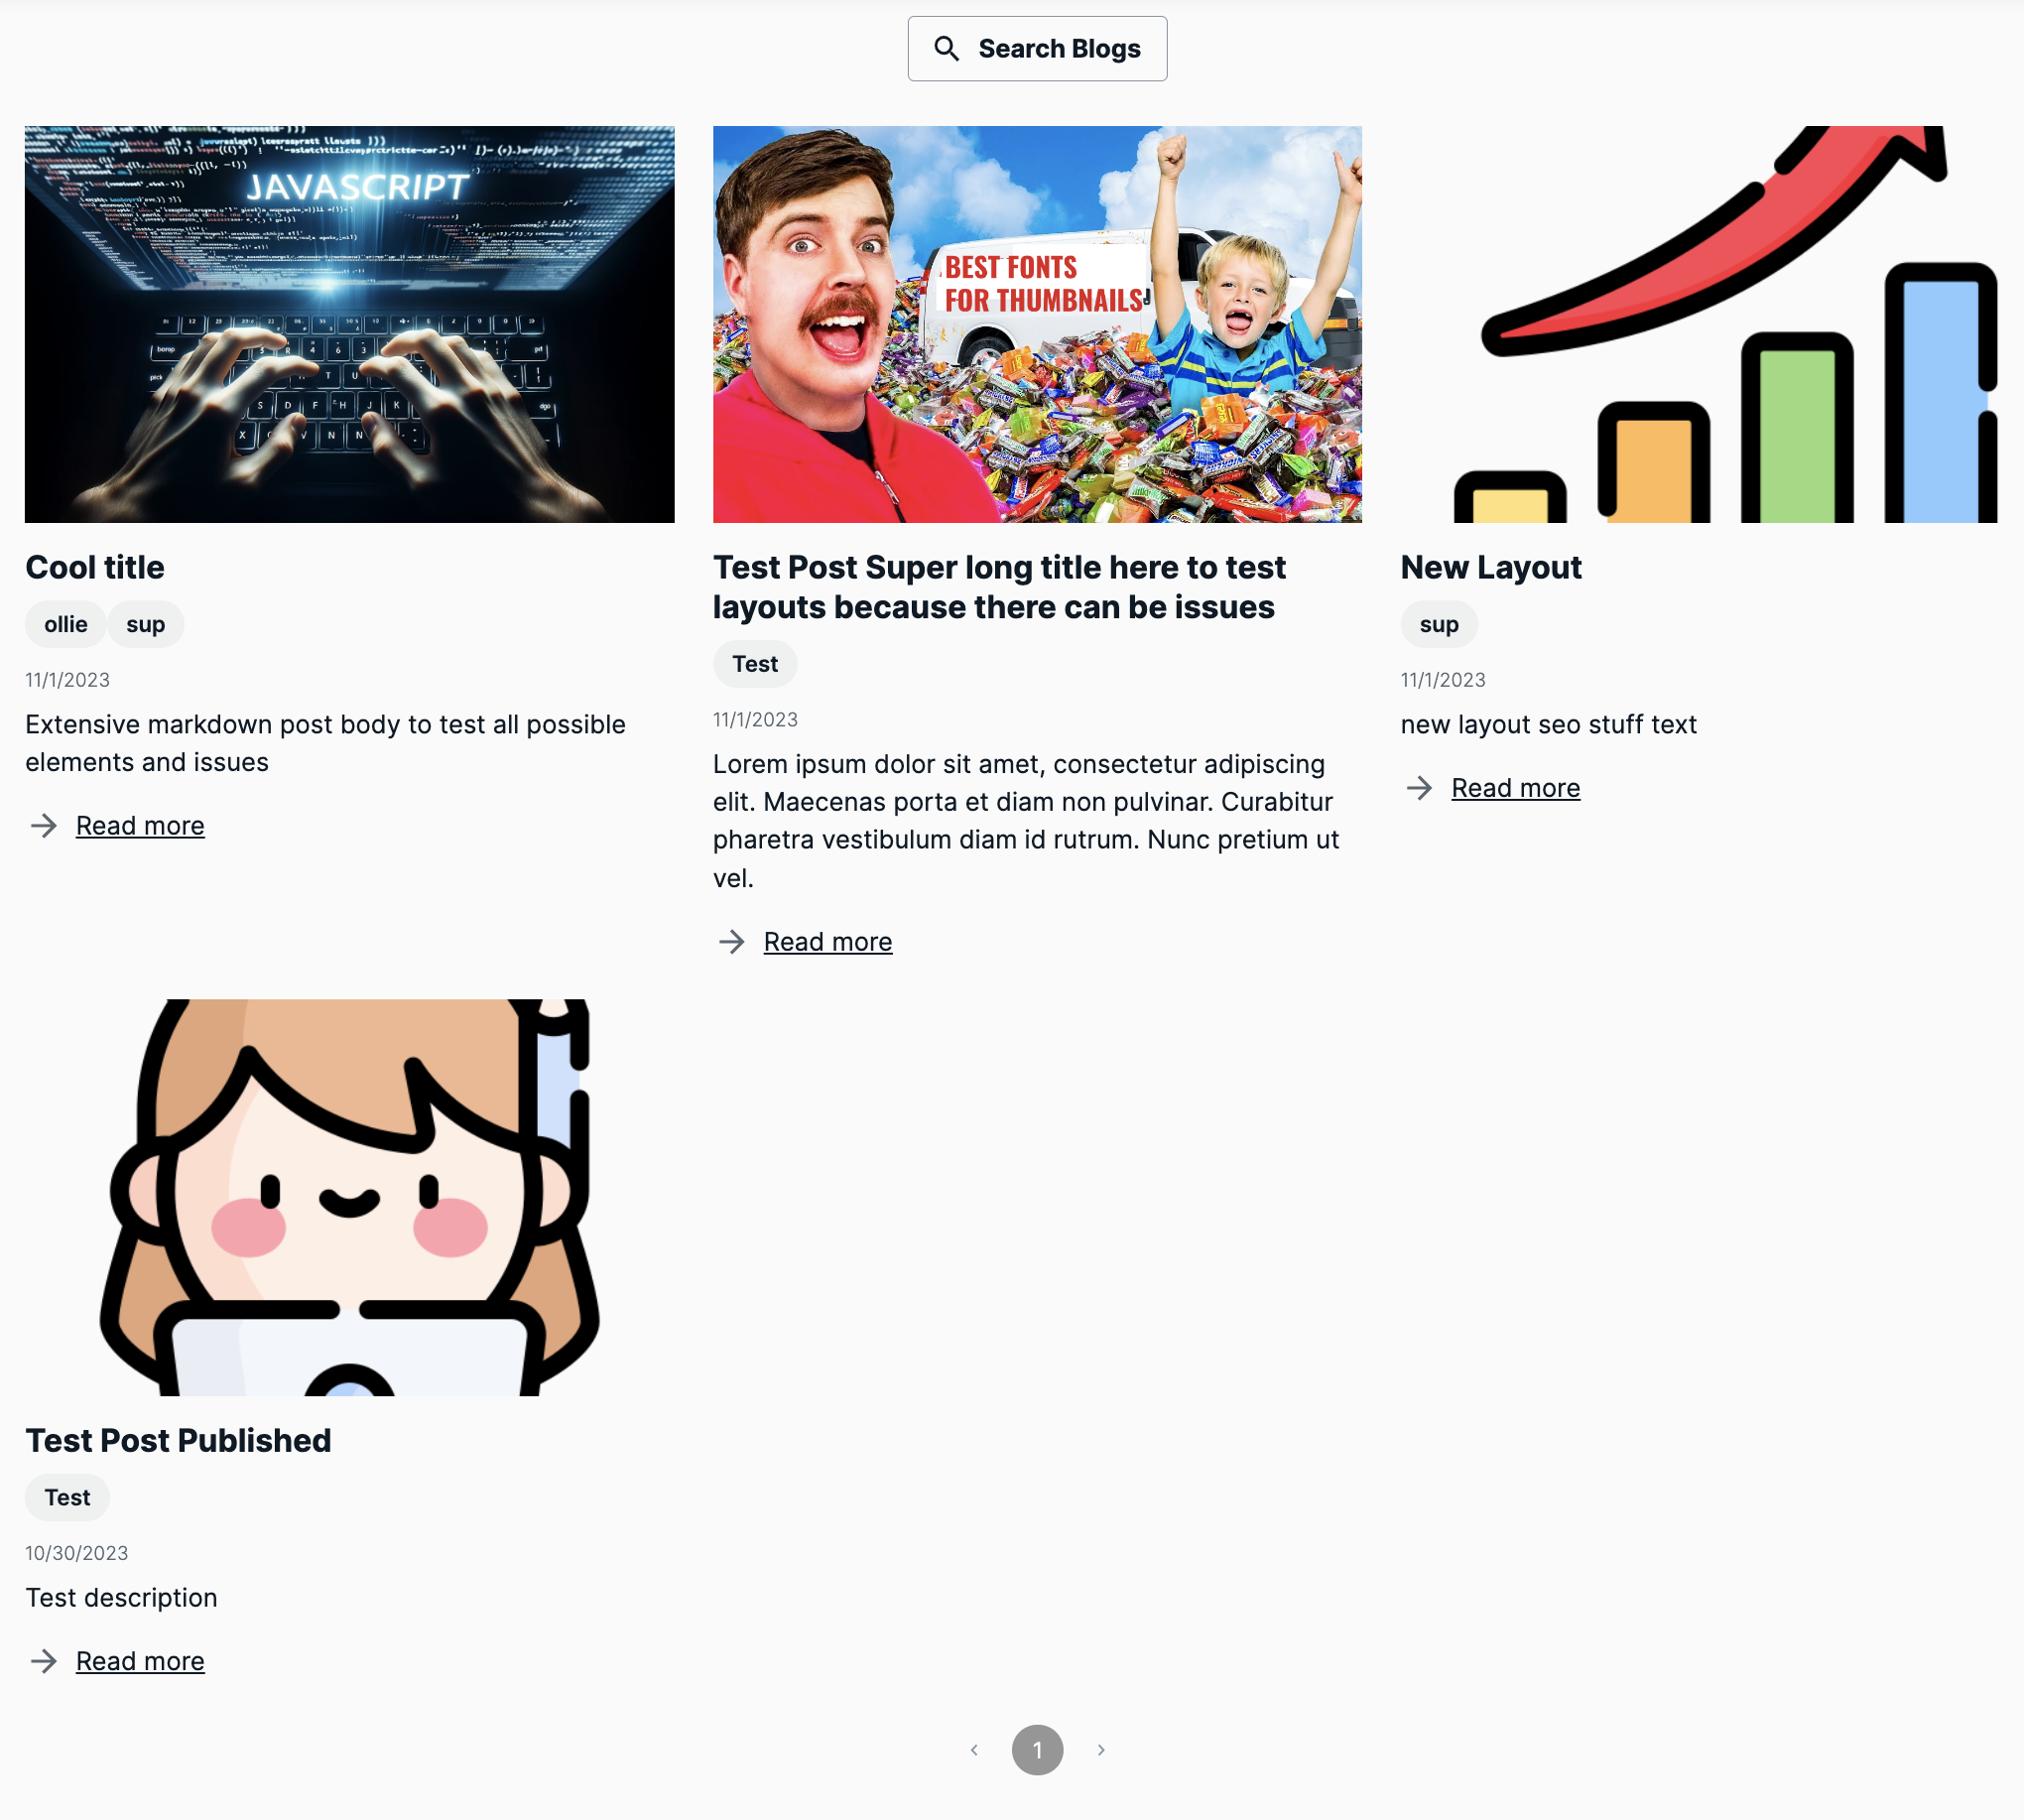 Search Blogs
JAVASCRIPT
BEST FONTS
FOR THUMBNAILS
Cool title
ollie
sup
11/1/2023
Extensive markdown post body to test all possible
elements and issues
Read more
Test Post Super long title here to test
layouts because there can be issues
Test
11/1/2023
Lorem ipsum dolor sit amet, consectetur adipiscing
elit. Maecenas porta et diam non pulvinar. Curabitur
pharetra vestibulum diam id rutrum. Nunc pretium ut
vel.
Read more
New Layout
sup
11/1/2023
new layout seo stuff text
Read more
Test Post Published
Test
10/30/2023
Test description
Read more
1